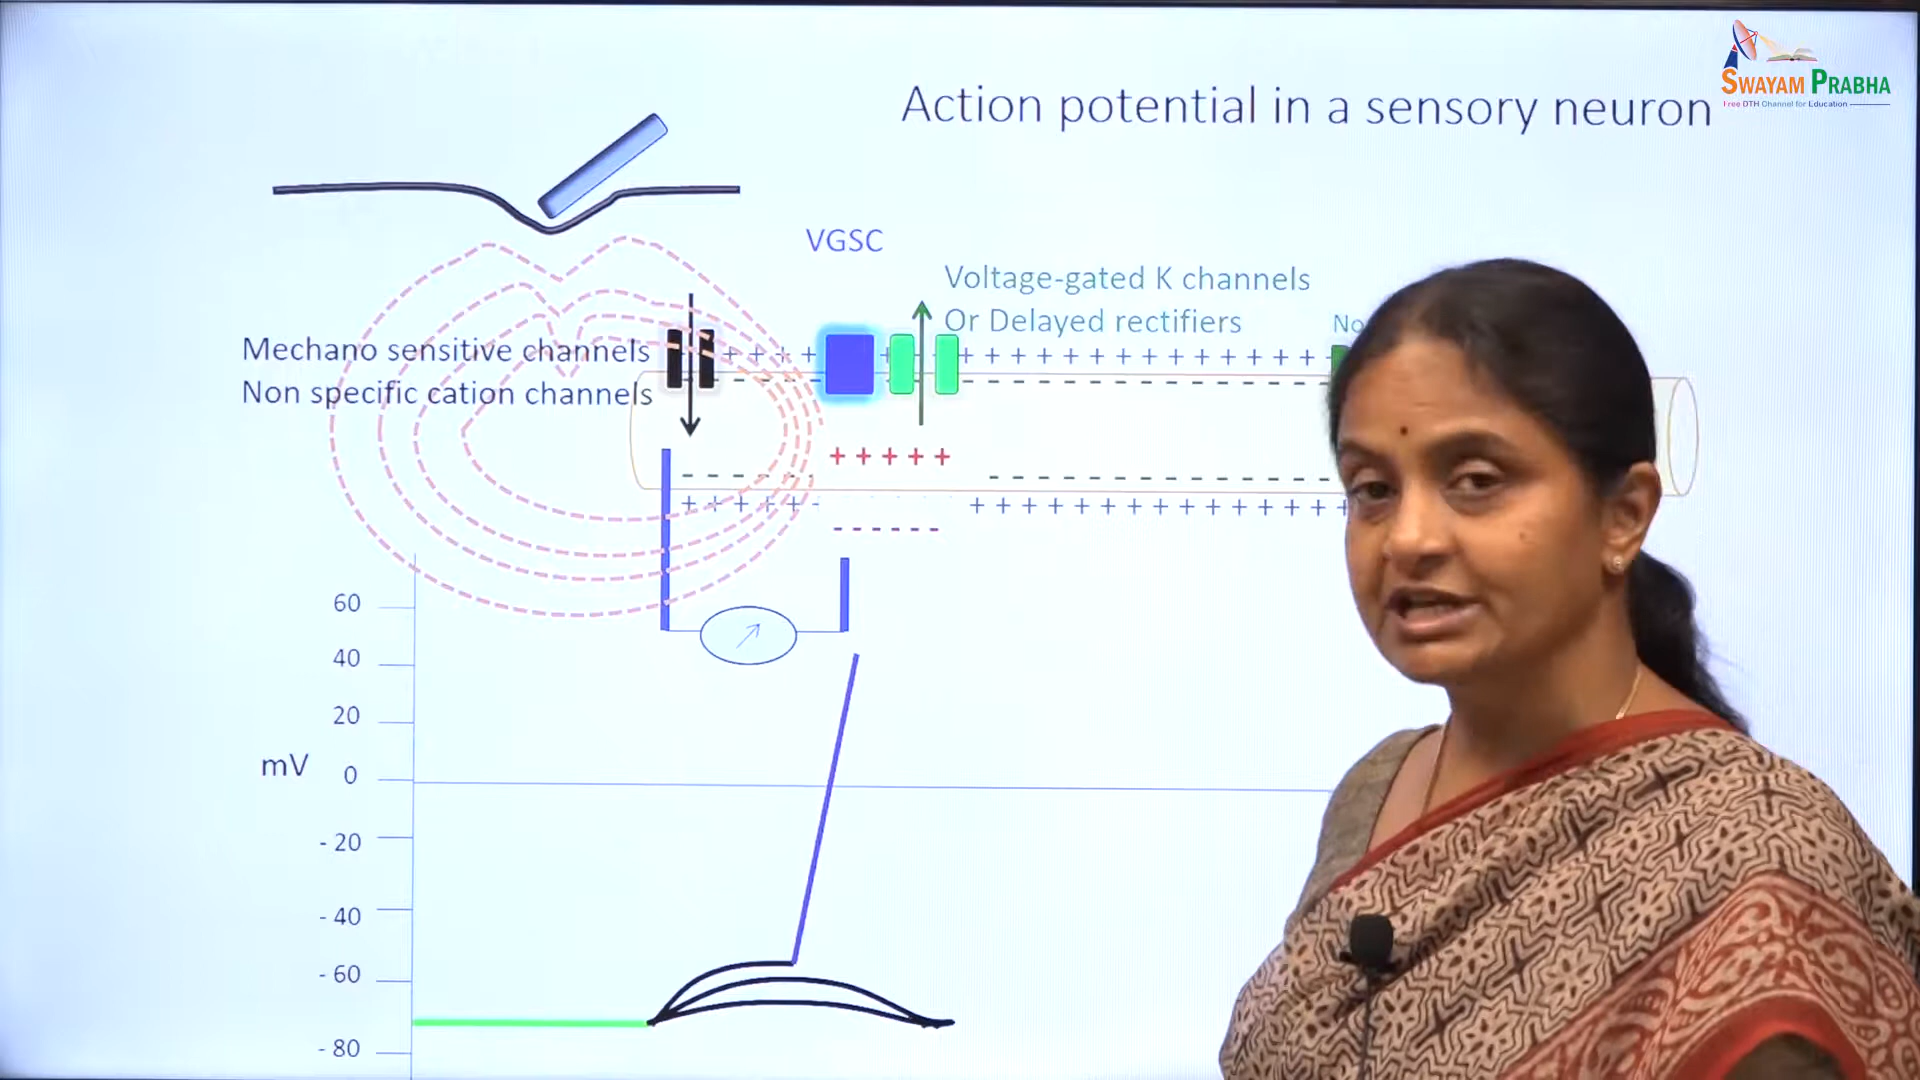 SWAYAM PRABHA
Free DTH Channel for Education
Action potential in a sensory neuron
VGSC
Voltage-gated K channels
Or Delayed rectifiers
No
Mechano sensitive channels
Non specific cation channels
+ + + + +
60
40
20
mV
0
- 20
- 40
- 60
- 80